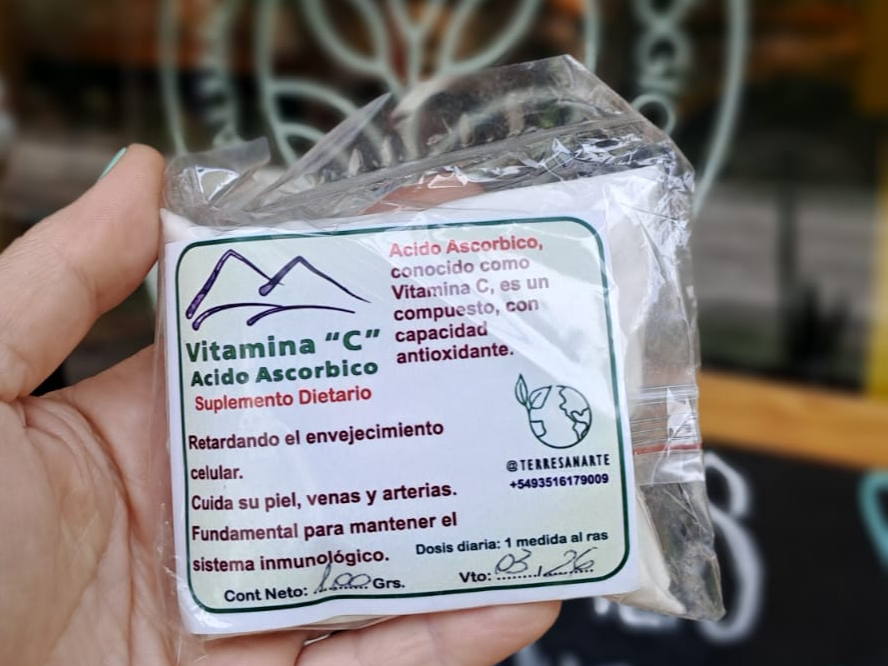 Vitamina “C”
Acido Ascorbico
Suplemento Dietario
Acido Ascorbico,
conocido como
Vitamina C, es un
compuesto, con
capacidad
antioxidante.
Retardando el envejecimiento
celular.
Cuida su piel, venas y arterias.
Fundamental para mantener el
sistema inmunológico.
@TERRESANARTE
+5493516179009
Dosis diaria: 1 medida al ras
Cont Neto: 100 Grs.
Vto: 03.26